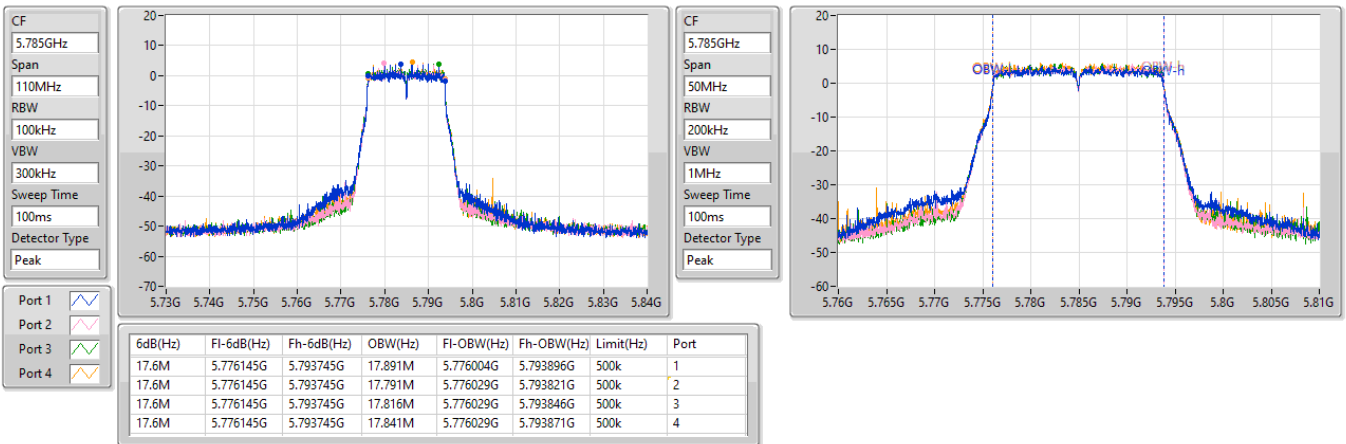 CF
5.785GHz
Span
110MHz
RBW
100kHz
VBW
300kHz
Sweep Time
100ms
Detector Type
Peak
20-
10-
0-
-10-
-20-
-30-
-40-
-50-
-60-
-70-
5.73G 5.74G 5.75G 5.76G 5.77G 5.78G 5.79G 5.8G 5.81G 5.82G 5.83G 5.84G
CF
5.785GHz
Span
50MHz
RBW
200kHz
VBW
1MHz
Sweep Time
100ms
Detector Type
Peak
20-
10-
0-
-10-
-20-
-30-
-40-
-50-
-60-
OBW
OBW-h
5.76G 5.765G 5.77G 5.775G 5.78G 5.785G 5.79G 5.795G 5.8G 5.805G 5.81G
Port 1
Port 2
Port 3
Port 4
6dB(Hz) Fl-6dB(Hz) Fh-6dB(Hz) OBW(Hz) Fl-OBW(Hz) Fh-OBW(Hz) Limit(Hz) Port
17.6M 5.776145G 5.793745G 17.891M 5.776004G 5.793896G 500k 1
17.6M 5.776145G 5.793745G 17.791M 5.776029G 5.793821G 500k 2
17.6M 5.776145G 5.793745G 17.816M 5.776029G 5.793846G 500k 3
17.6M 5.776145G 5.793745G 17.841M 5.776029G 5.793871G 500k 4